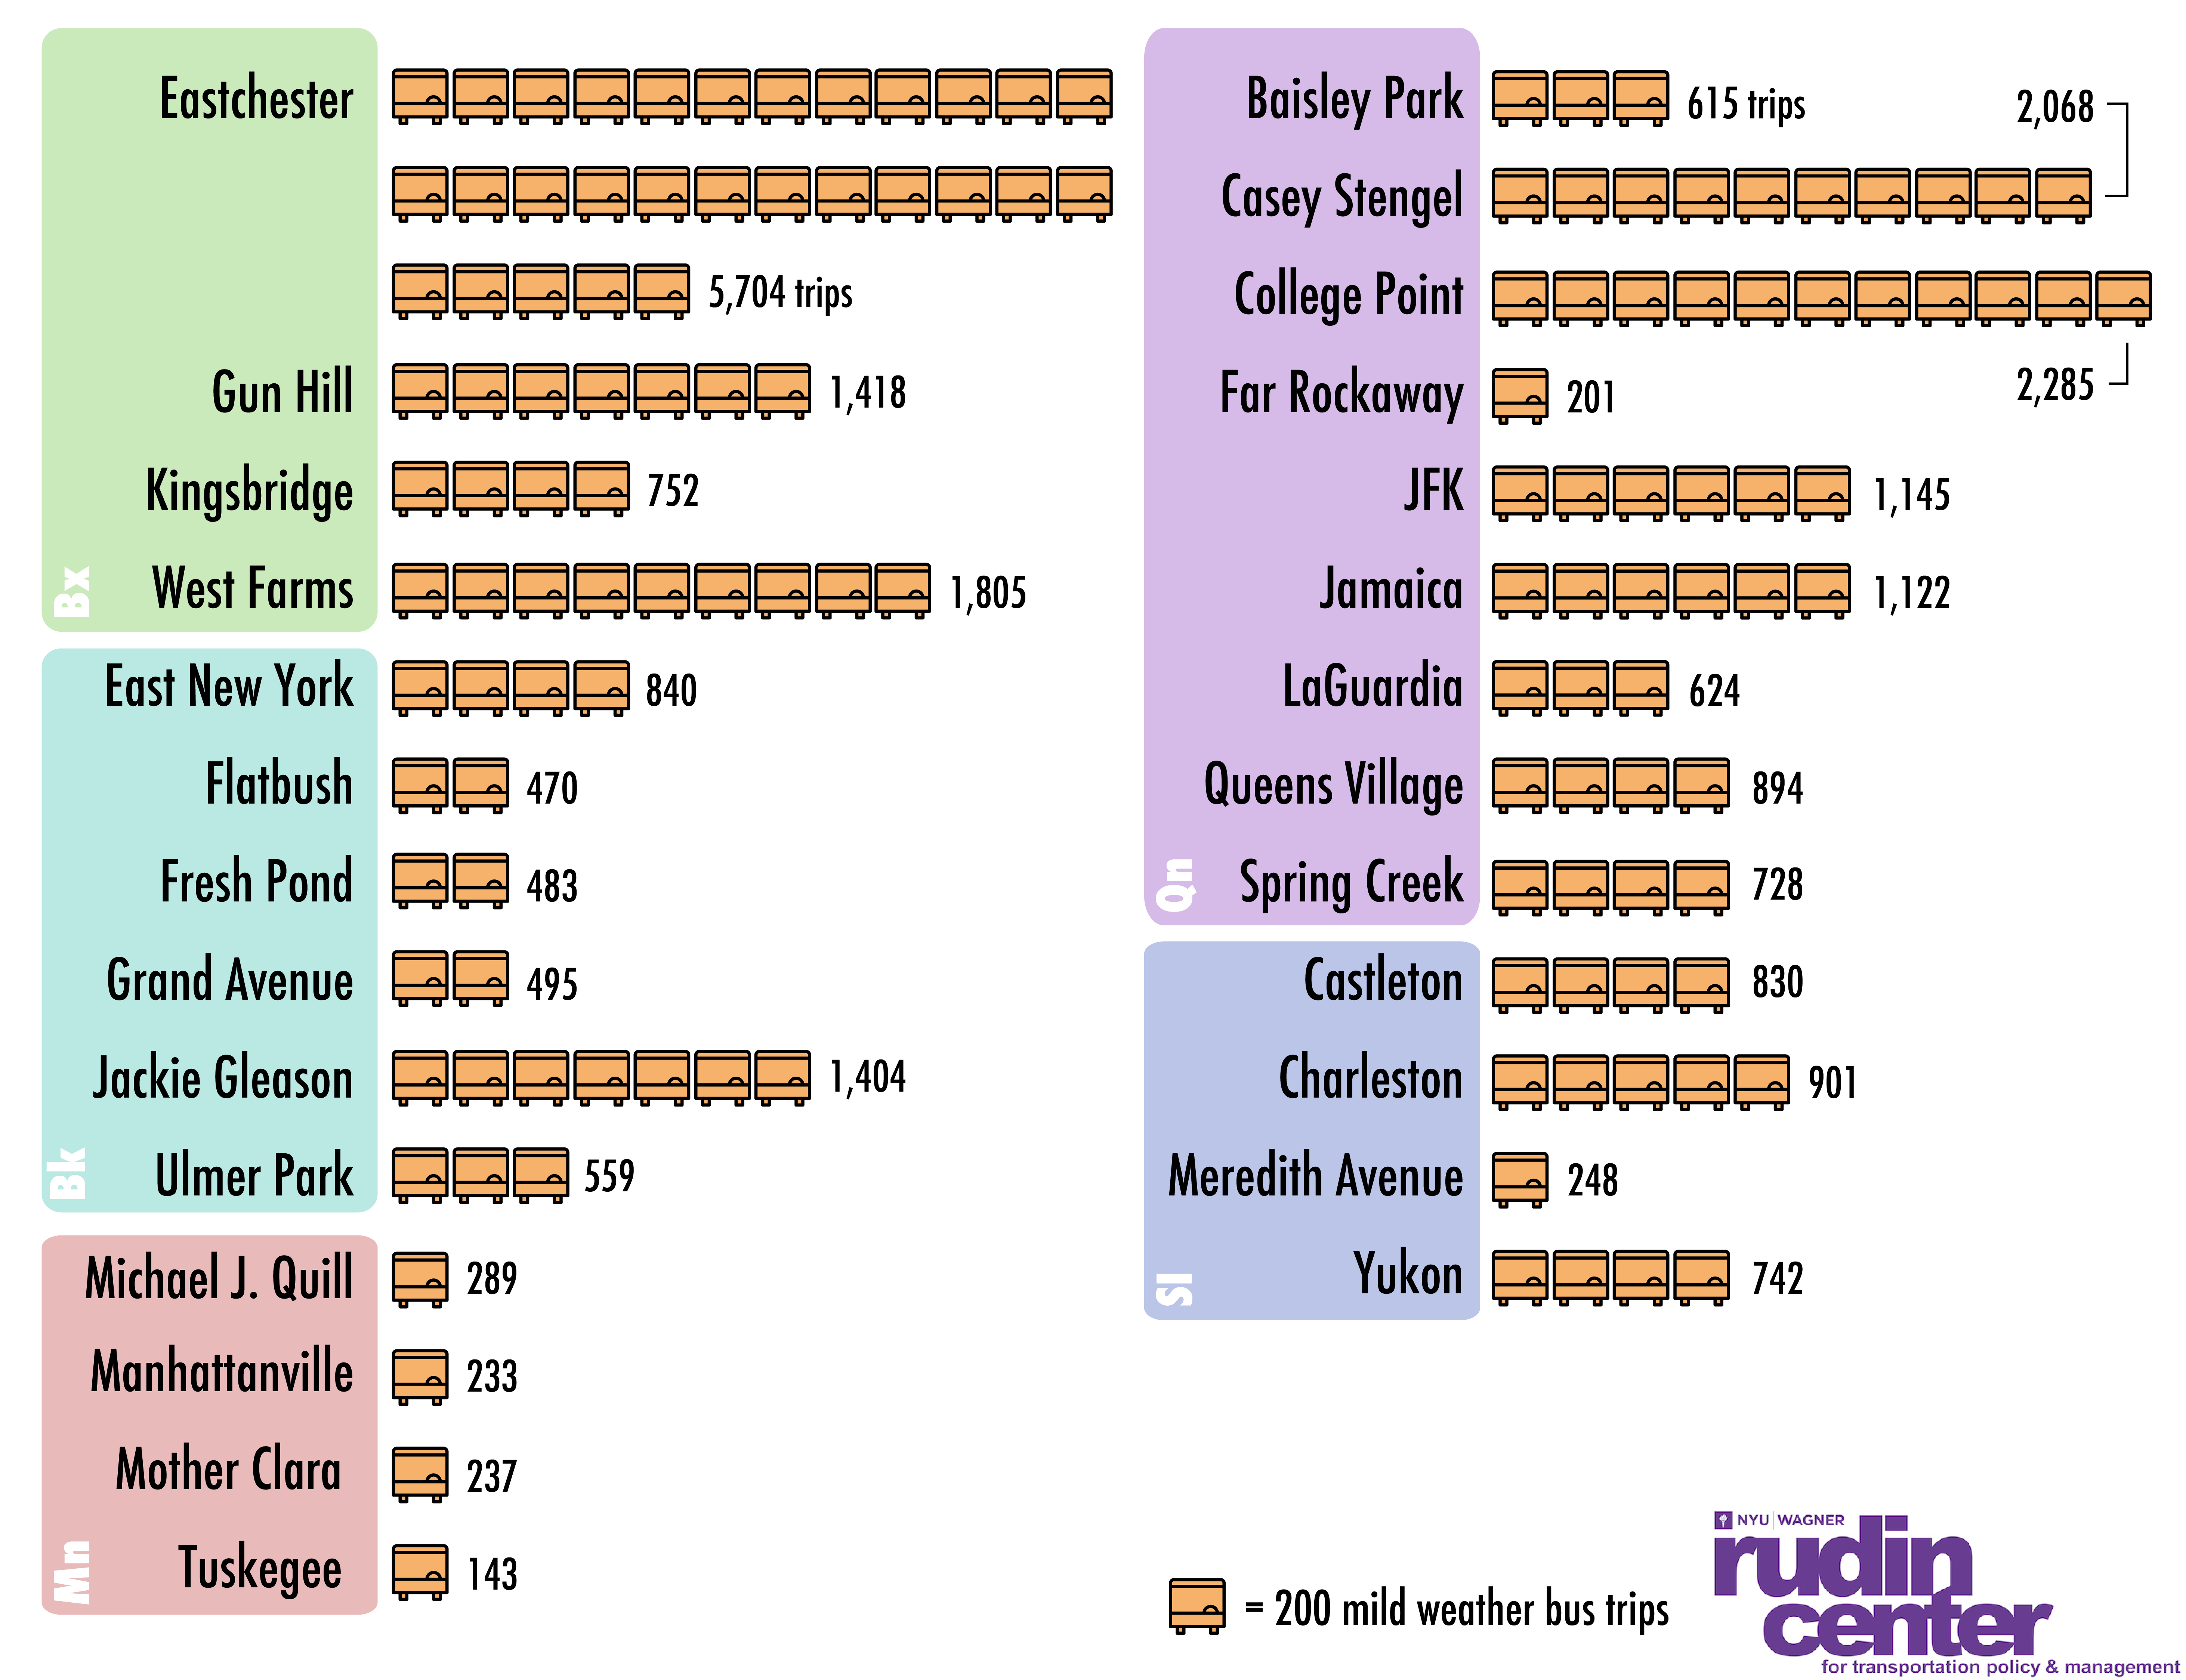 Eastchester
5,704 trips
Gun Hill 1,418
Kingsbridge 752
West Farms 1,805
Bx
East New York 840
Flatbush 470
Fresh Pond 483
Grand Avenue 495
Jackie Gleason 1,404
Ulmer Park 559
Bk
Michael J. Quill 289
Manhattanville 233
Mother Clara 237
Tuskegee 143
Mn
Baisley Park 615 trips
2,068
Casey Stengel
College Point
2,285
Far Rockaway 201
JFK 1,145
Jamaica 1,122
LaGuardia 624
Queens Village 894
Spring Creek 728
Qn
Castleton 830
Charleston 901
Meredith Avenue 248
Yukon 742
SI
= 200 mild weather bus trips
NYU WAGNER
rudin
center
for transportation policy & management